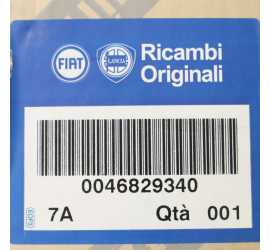 Ricambi
FIAT LANCIA Originali
0046829340
7A Qtà 001